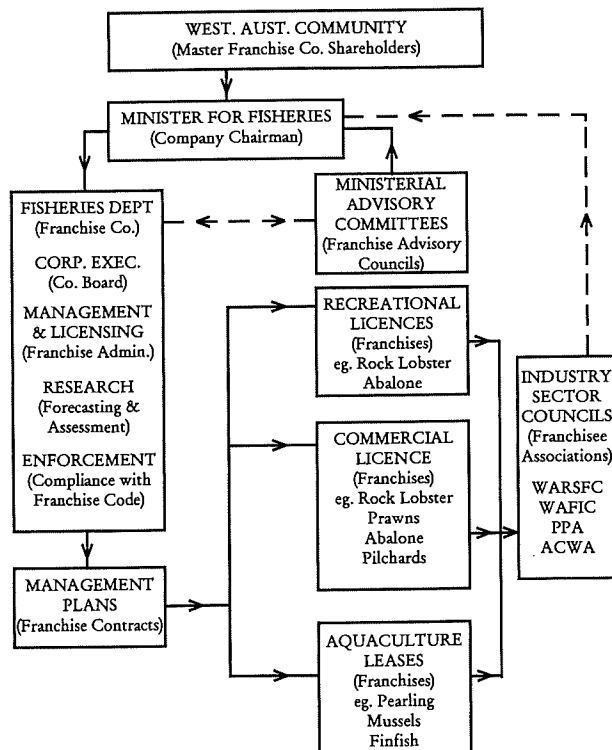 WEST. AUST. COMMUNITY
(Master Franchise Co. Shareholders)
MINISTER FOR FISHERIES
(Company Chairman)
FISHERIES DEPT
(Franchise Co.)
CORP. EXEC.
(Co. Board)
MANAGEMENT
& LICENSING
(Franchise Admin.)
RESEARCH
(Forecasting &
Assessment)
ENFORCEMENT
(Compliance with
Franchise Code)
MANAGEMENT
PLANS
(Franchise Contracts)
MINISTERIAL
ADVISORY
COMMITTEES
(Franchise Advisory
Councils)
RECREATIONAL
LICENCES
(Franchises)
eg. Rock Lobster
Abalone
COMMERCIAL
LICENCE
(Franchises)
eg. Rock Lobster
Prawns
Abalone
Pilchards
AQUACULTURE
LEASES
(Franchises)
eg. Pearling
Mussels
Finfish
INDUSTRY
SECTOR
COUNCILS
(Franchisee
Associations)
WARSFC
WAFIC
PPA
ACWA